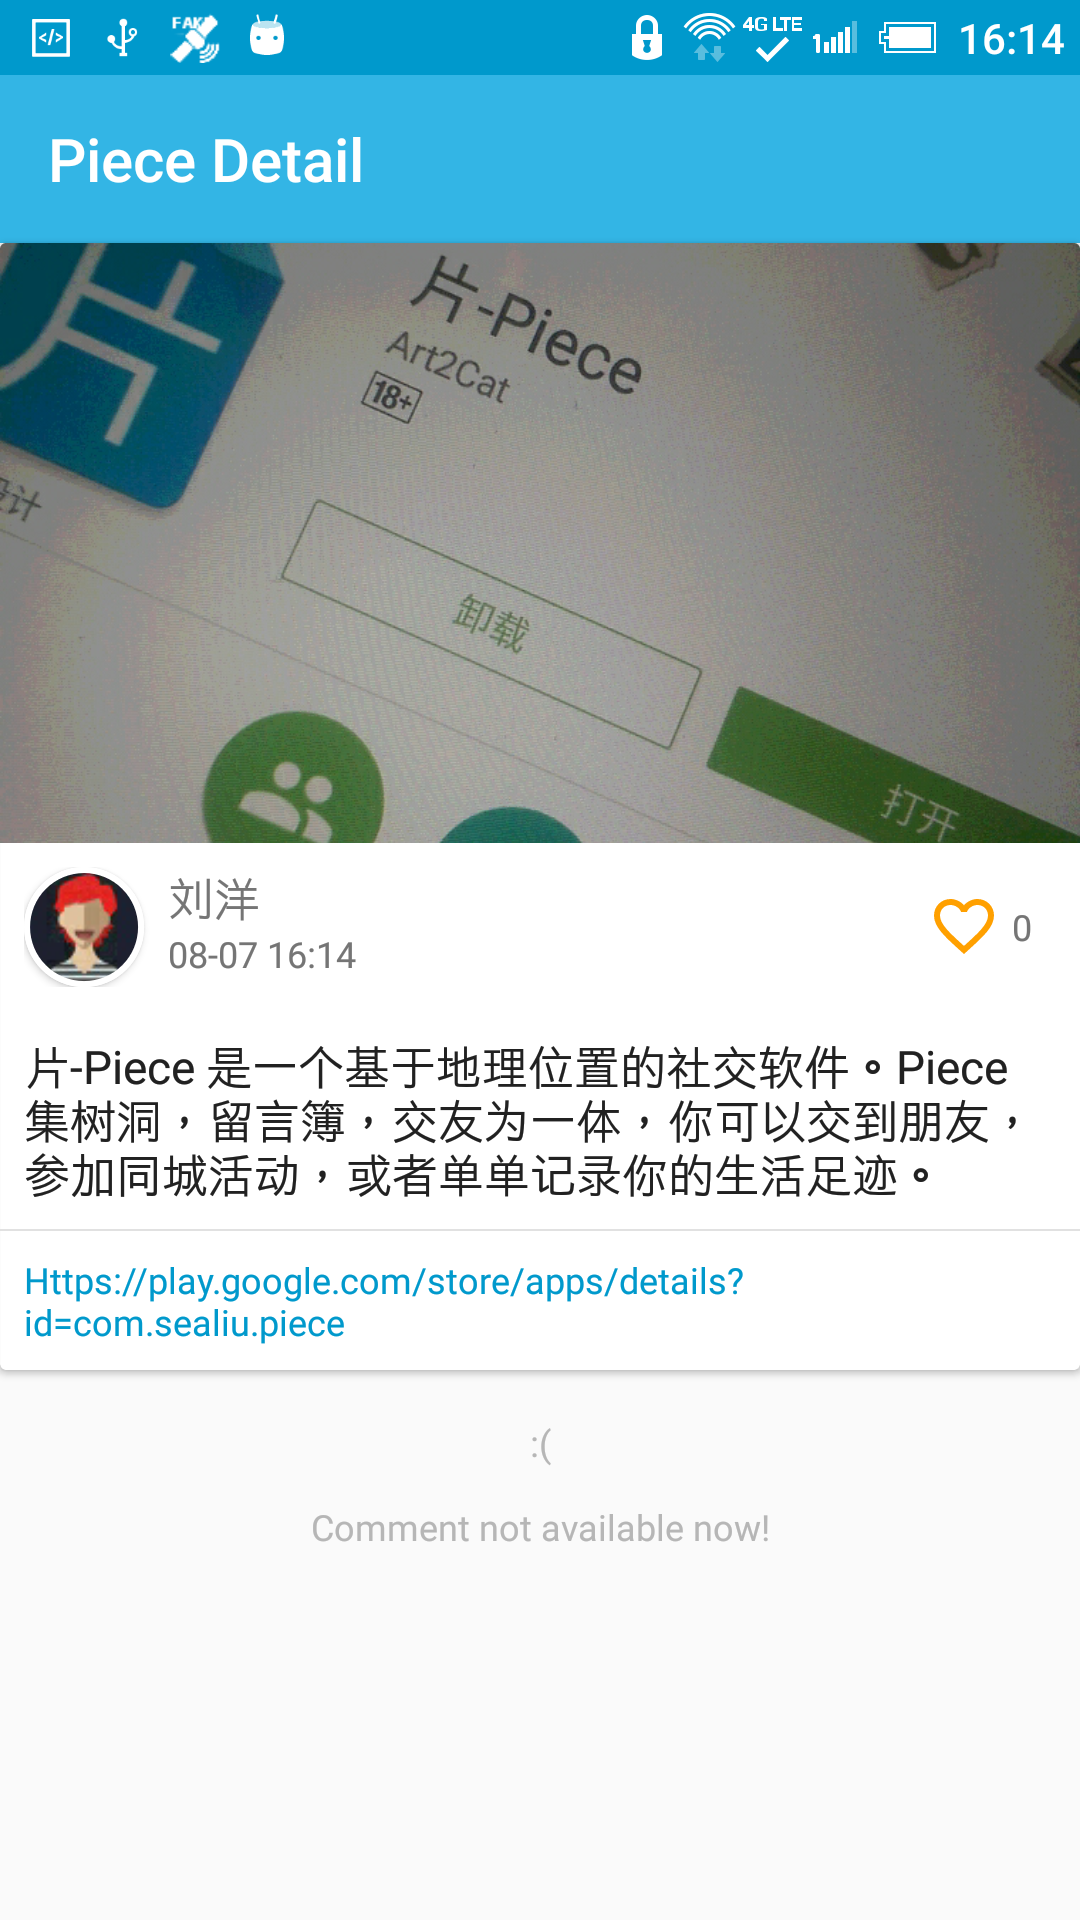 FAKE
4G LTE
16:14
Piece Detail
片
片-Piece
Art2Cat
18+
设计
卸载
打开
刘洋
08-07 16:14
0
片-Piece 是一个基于地理位置的社交软件。Piece
集树洞，留言簿，交友为一体，你可以交到朋友，
参加同城活动，或者单单记录你的生活足迹。
Https://play.google.com/store/apps/details?
id=com.sealiu.piece
:(
Comment not available now!